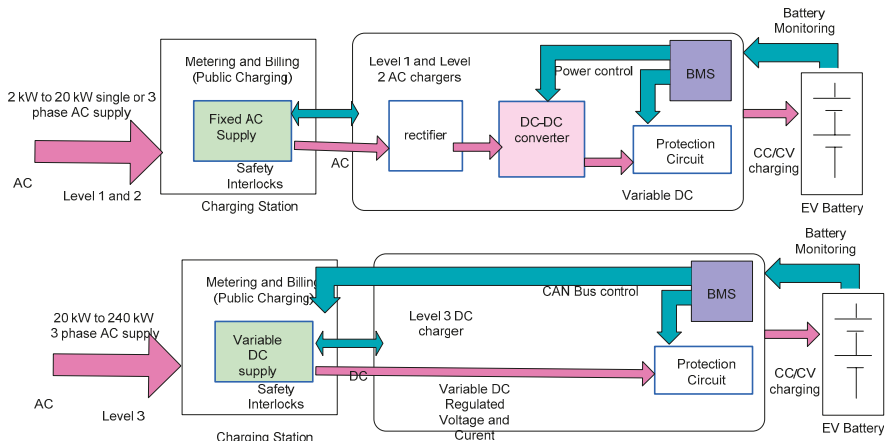 Battery
Monitoring
Metering and Billing
(Public Charging)
Level 1 and Level
2 AC chargers
Power control
BMS
2 kW to 20 kW single or 3
phase AC supply
Fixed AC
Supply
rectifier
DC-DC
converter
Protection
Circuit
CC/CV
charging
AC
Safety
Interlocks
AC
Level 1 and 2
Charging Station
Variable DC
EV Battery
Battery
Monitoring
Metering and Billing
(Public Charging)
CAN Bus control
BMS
20 kW to 240 kW
3 phase AC supply
Level 3 DC
charger
Variable
DC
supply
Protection
Circuit
CC/CV
charging
DC
Safety
Interlocks
Variable DC
Regulated
Voltage and
Curent
AC
Level 3
Charging Station
EV Battery